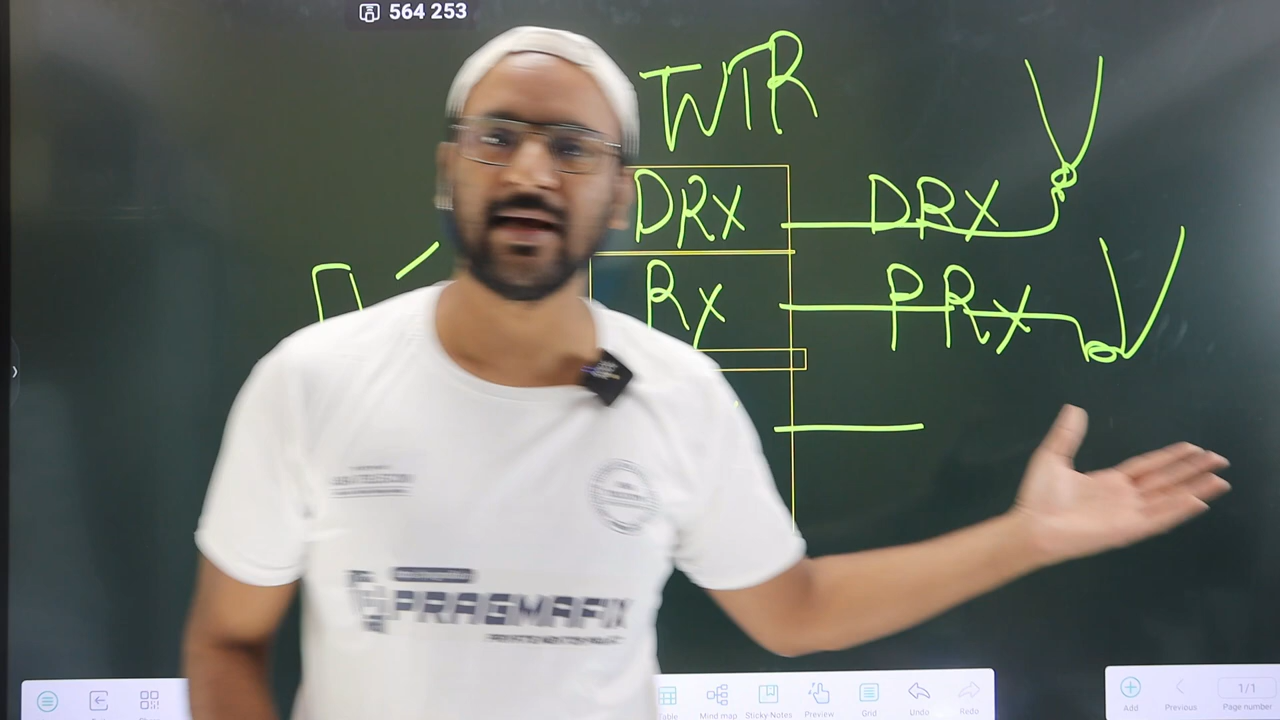 564 253
WTR
DRX
DRX
Rx
PRX
PRAGMAFIX
Mind map
Sticky Notes
Preview
Grid
Undo
Redo
Add
Previous
1/1
Page number